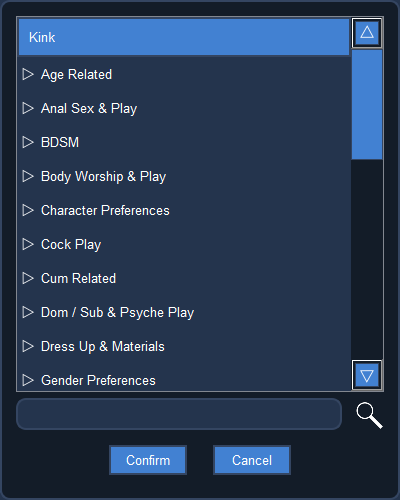 Kink
Age Related
Anal Sex & Play
BDSM
Body Worship & Play
Character Preferences
Cock Play
Cum Related
Dom / Sub & Psyche Play
Dress Up & Materials
Gender Preferences
Confirm
Cancel